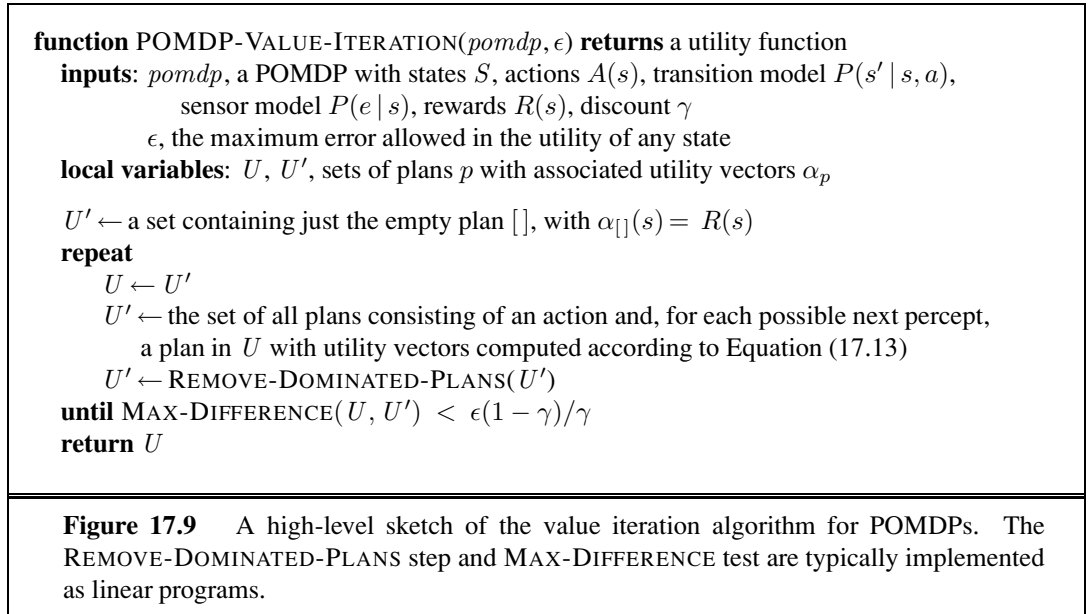 function POMDP-VALUE-ITERATION(pomdp, ϵ) returns a utility function
inputs: pomdp, a POMDP with states S, actions A(s), transition model P(s′ | s, a),
sensor model P(e | s), rewards R(s), discount γ
ϵ, the maximum error allowed in the utility of any state
local variables: U, U′, sets of plans p with associated utility vectors αp
U′ ← a set containing just the empty plan [ ], with α[ ](s) = R(s)
repeat
U ← U′
U′ ← the set of all plans consisting of an action and, for each possible next percept,
a plan in U with utility vectors computed according to Equation (17.13)
U′ ← REMOVE-DOMINATED-PLANS(U′)
until MAX-DIFFERENCE(U, U′) < ϵ(1 − γ)/γ
return U
Figure 17.9 A high-level sketch of the value iteration algorithm for POMDPs. The
REMOVE-DOMINATED-PLANS step and MAX-DIFFERENCE test are typically implemented
as linear programs.